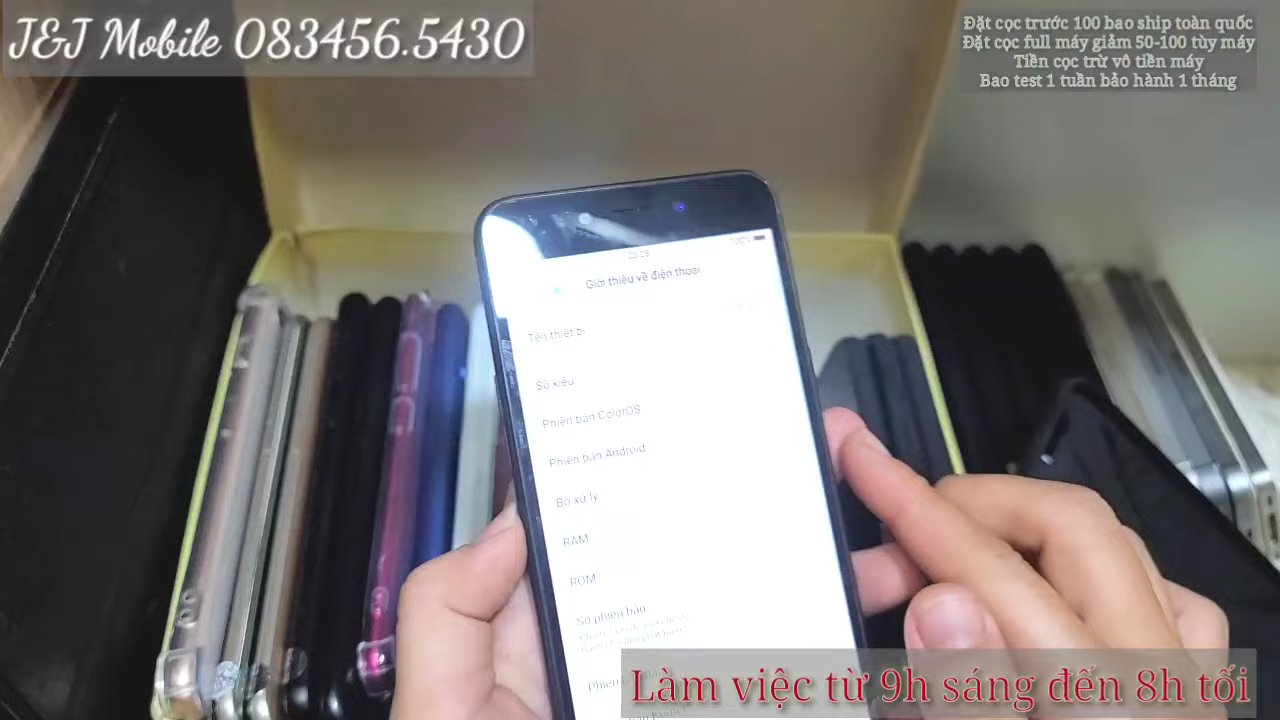 J&J Mobile 083456.5430
Đặt cọc trước 100 bao ship toàn quốc
Đặt cọc full máy giảm 50-100 tùy máy
Tiền cọc trừ vô tiền máy
Bao test 1 tuần bảo hành 1 tháng
100%
Giới thiệu về điện thoại
Tên thiết bị
Số kiểu
Phiên bản ColorOS
Phiên bản Android
Bộ xử lý
RAM
ROM
Số phiên bản
Làm việc từ 9h sáng đến 8h tối